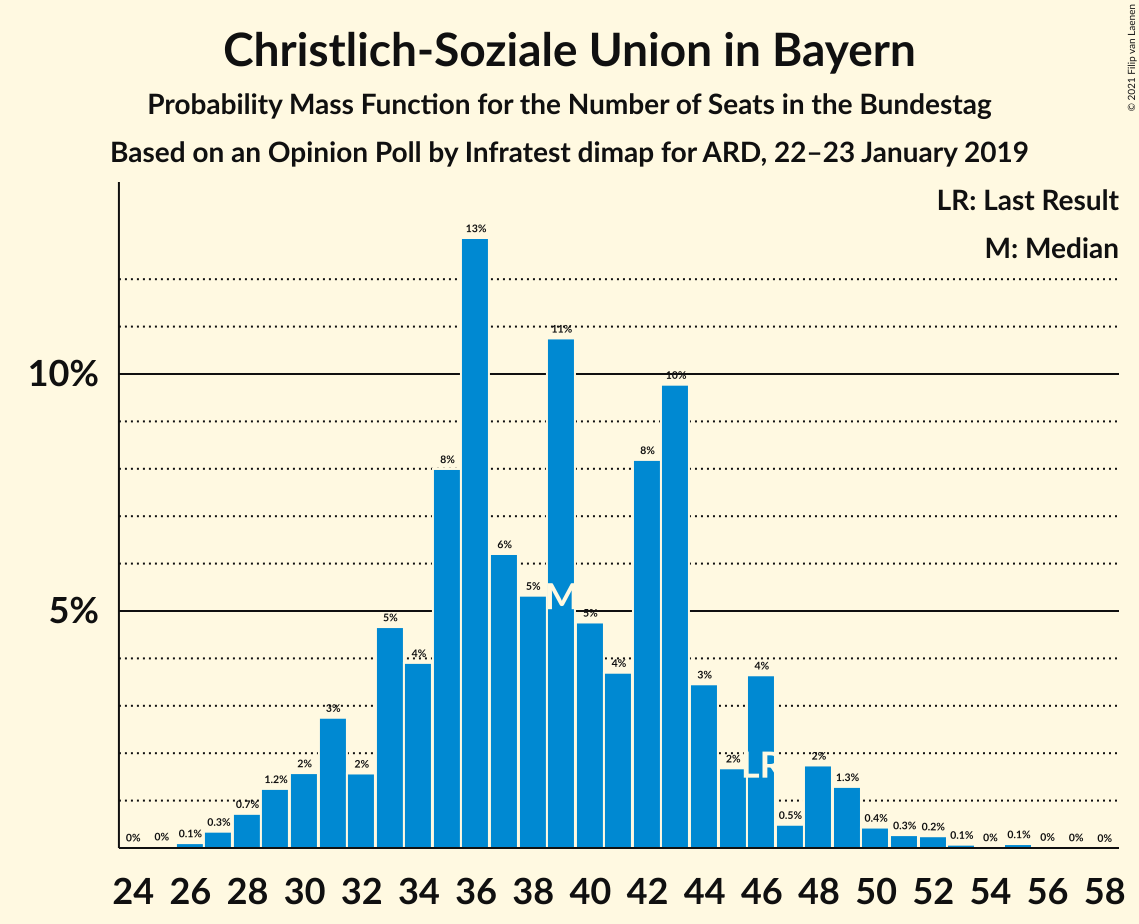 Christlich-Soziale Union in Bayern
Probability Mass Function for the Number of Seats in the Bundestag
Based on an Opinion Poll by Infratest dimap for ARD, 22–23 January 2019
© 2021 Filip van Laenen
LR: Last Result
M: Median
10%
5%
0% 0% 0.1% 0.3% 0.7% 1.2% 2% 3% 2% 5% 4% 8% 13% 6% 5% 11% 5% 4% 8% 10% 3% 2% 4% 0.5% 2% 1.3% 0.4% 0.3% 0.2% 0.1% 0% 0.1% 0% 0% 0%
M
LR
24 26 28 30 32 34 36 38 40 42 44 46 48 50 52 54 56 58